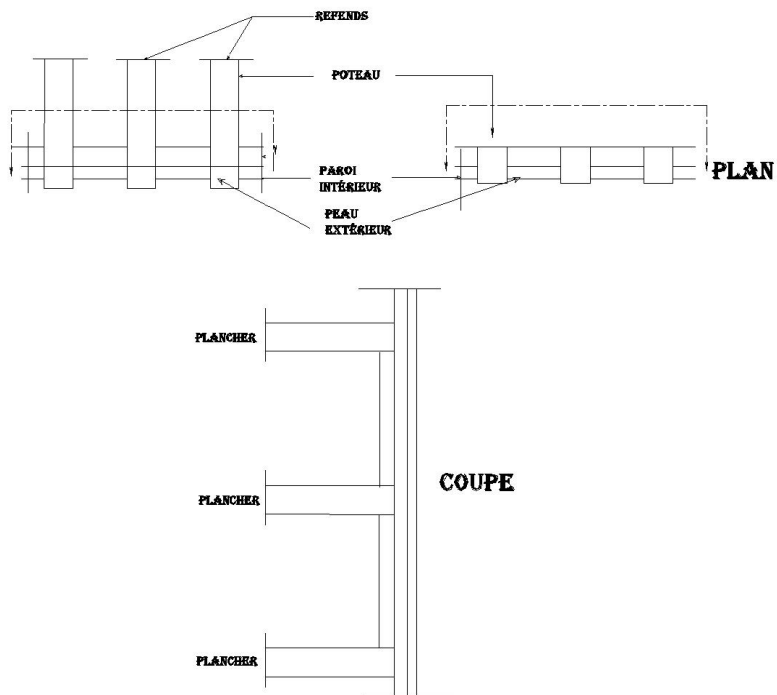 REFENDS
POTEAU
PAROI
INTÉRIEUR
PLAN
PEAU
EXTÉRIEUR
PLANCHER
COUPE
PLANCHER
PLANCHER